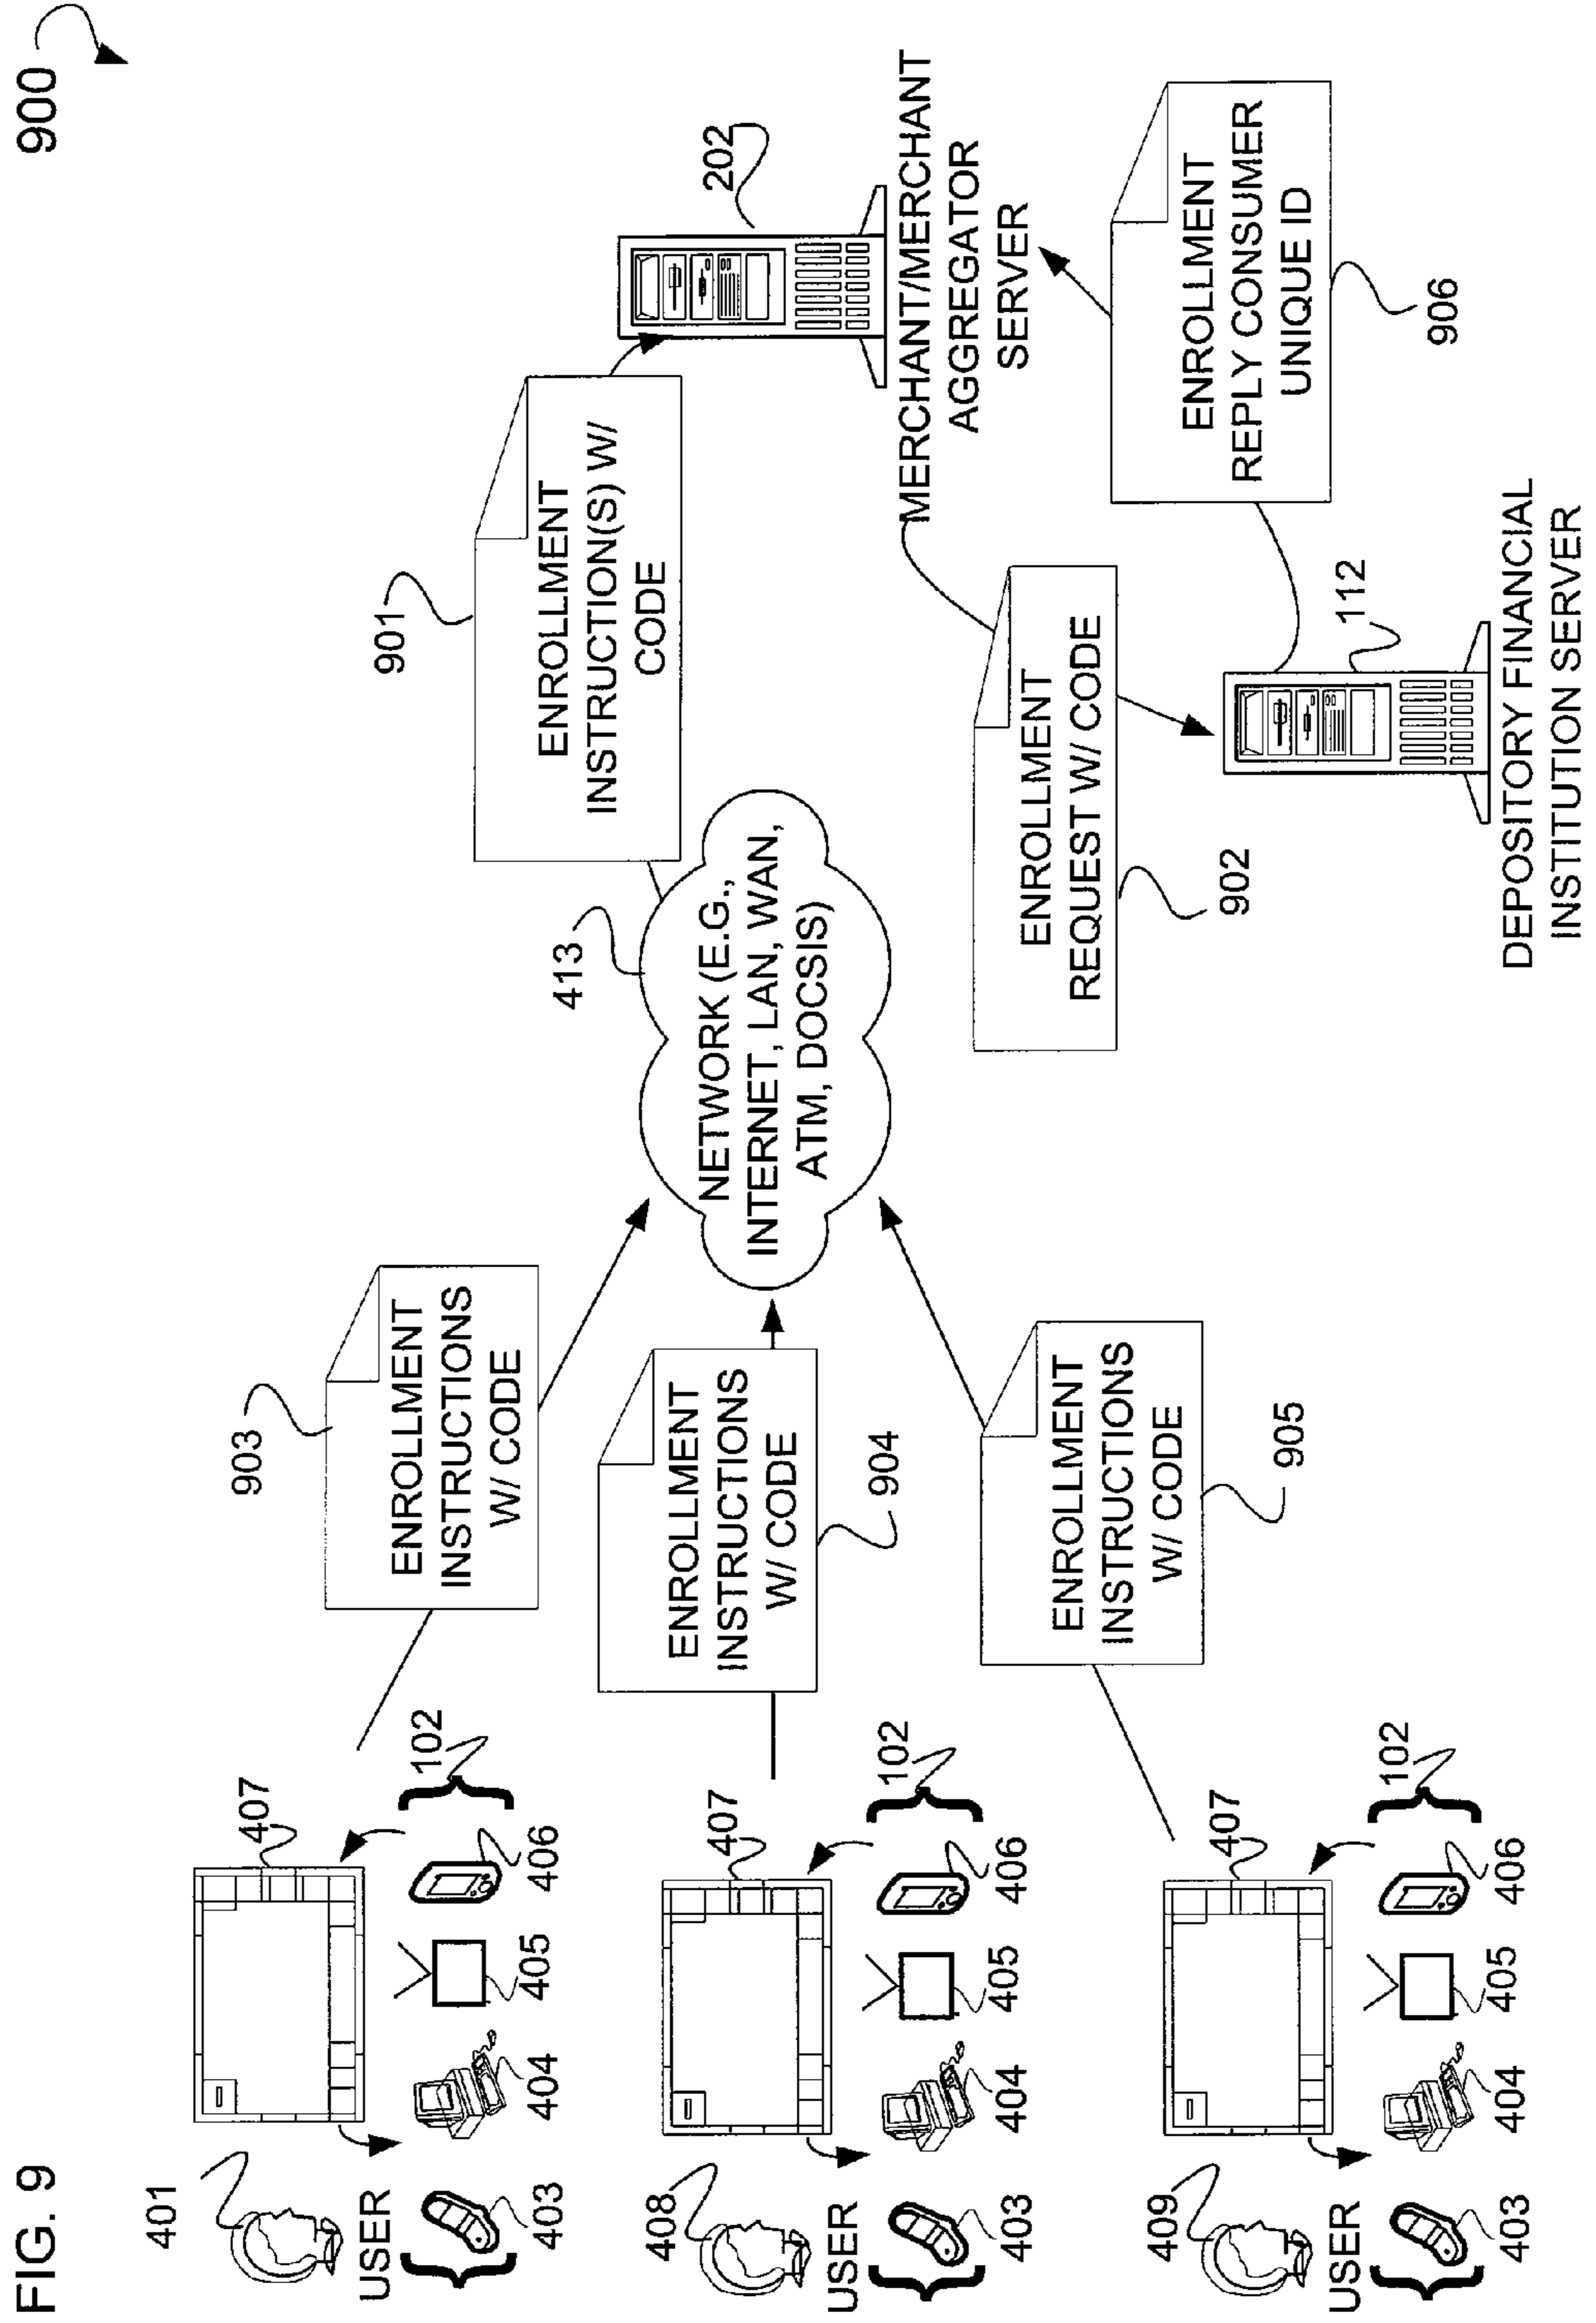 FIG. 9
900
401
USER
403
404
405
406
407
102
408
USER
403
404
405
406
407
102
409
USER
403
404
405
406
407
102
903
ENROLLMENT
INSTRUCTIONS
W/ CODE
ENROLLMENT
INSTRUCTIONS
W/ CODE
904
ENROLLMENT
INSTRUCTIONS
W/ CODE
905
413
NETWORK (E.G.,
INTERNET, LAN, WAN,
ATM, DOCSIS)
901
ENROLLMENT
INSTRUCTION(S) W/
CODE
202
MERCHANT/MERCHANT
AGGREGATOR
SERVER
ENROLLMENT
REQUEST W/ CODE
902
112
DEPOSITORY FINANCIAL
INSTITUTION SERVER
ENROLLMENT
REPLY CONSUMER
UNIQUE ID
906